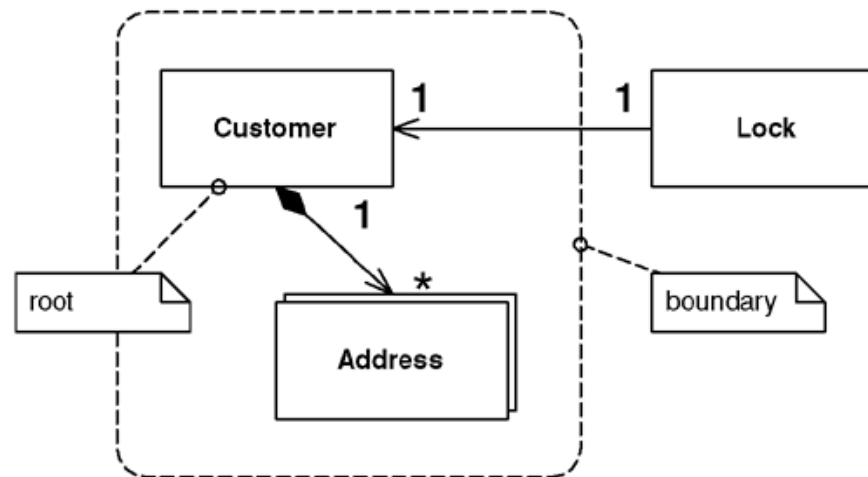 Customer
1
1
Lock
1
root
*
boundary
Address